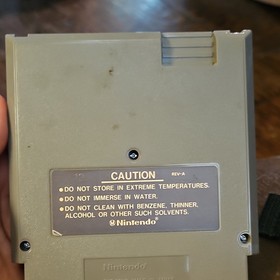 CAUTION REV-A
●DO NOT STORE IN EXTREME TEMPERATURES.
●DO NOT IMMERSE IN WATER.
●DO NOT CLEAN WITH BENZENE, THINNER,
ALCOHOL OR OTHER SUCH SOLVENTS.
Nintendo®
Nintendo